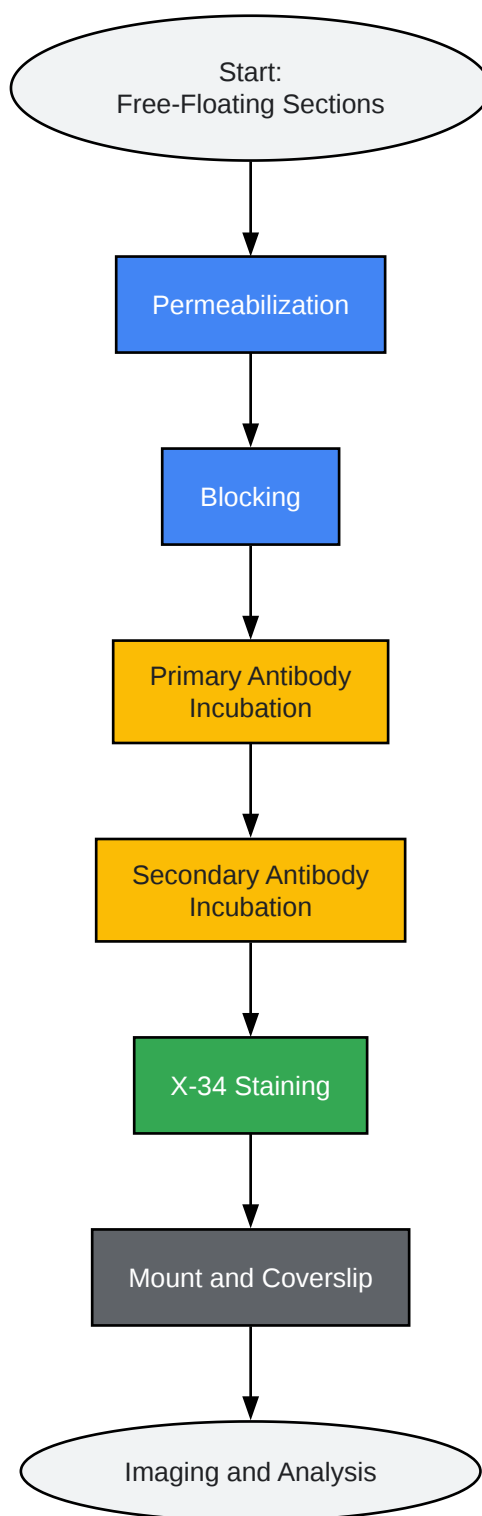 Start:
Free-Floating Sections
Permeabilization
Blocking
Primary Antibody
Incubation
Secondary Antibody
Incubation
X-34 Staining
Mount and Coverslip
Imaging and Analysis